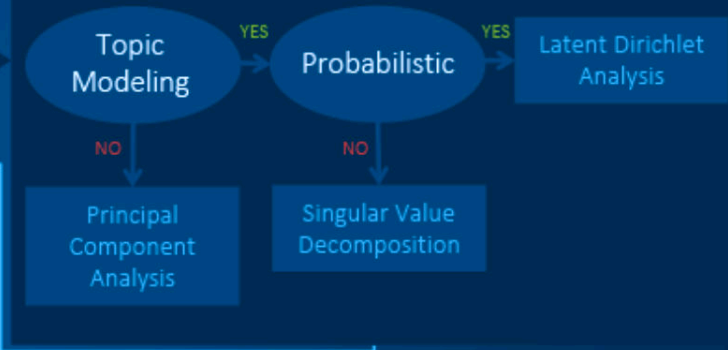 Topic
Modeling
YES
Probabilistic
YES
Latent Dirichlet
Analysis
NO
NO
Principal
Component
Analysis
Singular Value
Decomposition